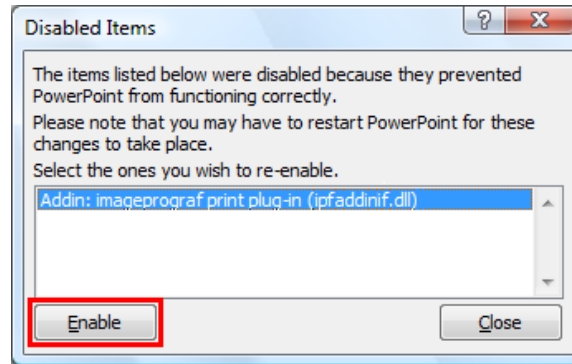 Disabled Items
The items listed below were disabled because they prevented
PowerPoint from functioning correctly.
Please note that you may have to restart PowerPoint for these
changes to take place.
Select the ones you wish to re-enable.
Addin: imageprograf print plug-in (ipfaddinif.dll)
Enable
Close